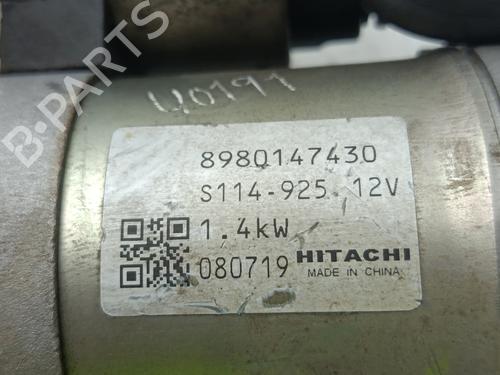 U0191
B-PARTS
8980147430
S114-925 12V
1.4kW
080719 HITACHI
MADE IN CHINA